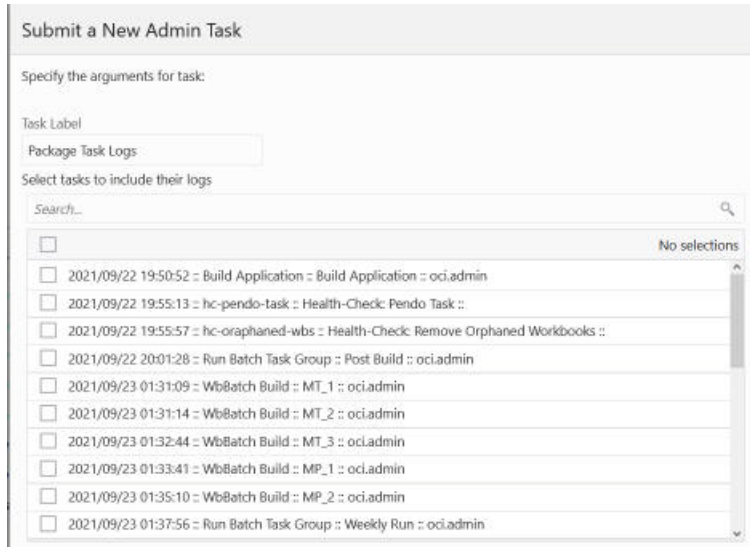 Submit a New Admin Task
Specify the arguments for task:
Task Label
Package Task Logs
Select tasks to include their logs
Search...
No selections
2021/09/22 19:50:52 :: Build Application :: Build Application :: oci.admin
2021/09/22 19:55:13 :: hc-pendo-task :: Health-Check: Pendo Task ::
2021/09/22 19:55:57 :: hc-oraphaned-wbs :: Health-Check: Remove Orphaned Workbooks ::
2021/09/22 20:01:28 :: Run Batch Task Group :: Post Build :: oci.admin
2021/09/23 01:31:09 :: WbBatch Build :: MT_1 :: oci.admin
2021/09/23 01:31:14 :: WbBatch Build :: MT_2 :: oci.admin
2021/09/23 01:32:44 :: WbBatch Build :: MT_3 :: oci.admin
2021/09/23 01:33:41 :: WbBatch Build :: MP_1 :: oci.admin
2021/09/23 01:35:10 :: WbBatch Build :: MP_2 :: oci.admin
2021/09/23 01:37:56 :: Run Batch Task Group :: Weekly Run :: oci.admin